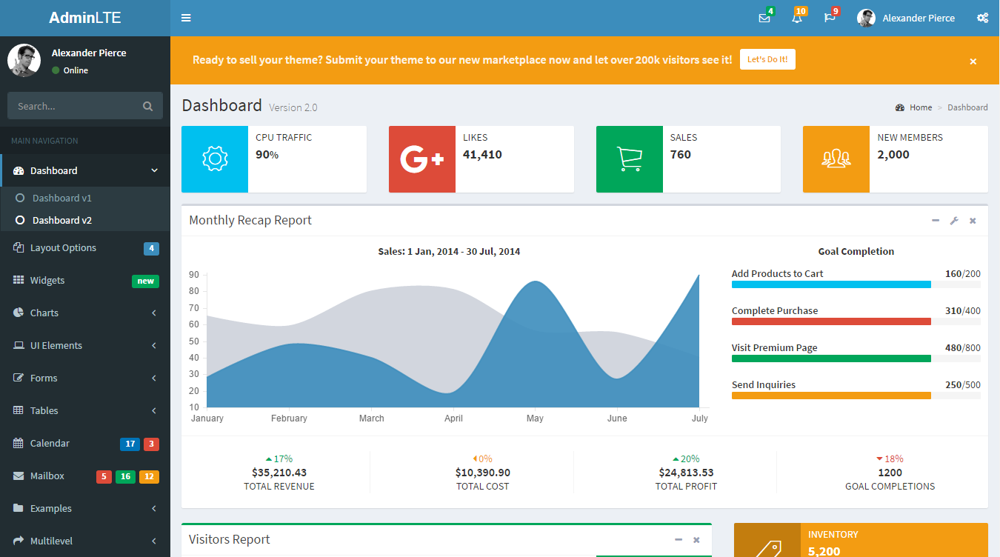 AdminLTE
4
10
9
Alexander Pierce
Alexander Pierce
Online
Search...
MAIN NAVIGATION
Dashboard
Dashboard v1
Dashboard v2
Layout Options 4
Widgets new
Charts
UI Elements
Forms
Tables
Calendar 17 3
Mailbox 5 16 12
Examples
Multilevel
Ready to sell your theme? Submit your theme to our new marketplace now and let over 200k visitors see it! Let's Do It! ×
Dashboard Version 2.0
Home > Dashboard
CPU TRAFFIC
90%
G+
LIKES
41,410
SALES
760
NEW MEMBERS
2,000
Monthly Recap Report
Sales: 1 Jan, 2014 - 30 Jul, 2014
90
80
70
60
50
40
30
20
10
January February March April May June July
Goal Completion
Add Products to Cart 160/200
Complete Purchase 310/400
Visit Premium Page 480/800
Send Inquiries 250/500
17%
$35,210.43
TOTAL REVENUE
0%
$10,390.90
TOTAL COST
20%
$24,813.53
TOTAL PROFIT
18%
1200
GOAL COMPLETIONS
Visitors Report
INVENTORY
5,200